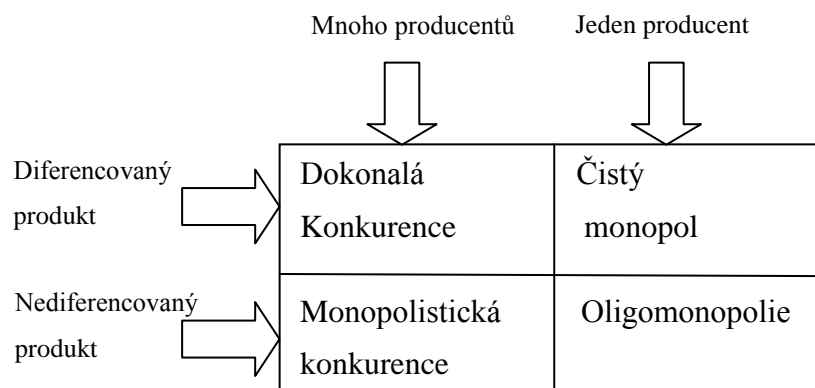 Mnoho producentů
Jeden producent
Diferencovaný
produkt
Dokonalá
Konkurence
Čistý
monopol
Nediferencovaný
produkt
Monopolistická
konkurence
Oligomonopolie